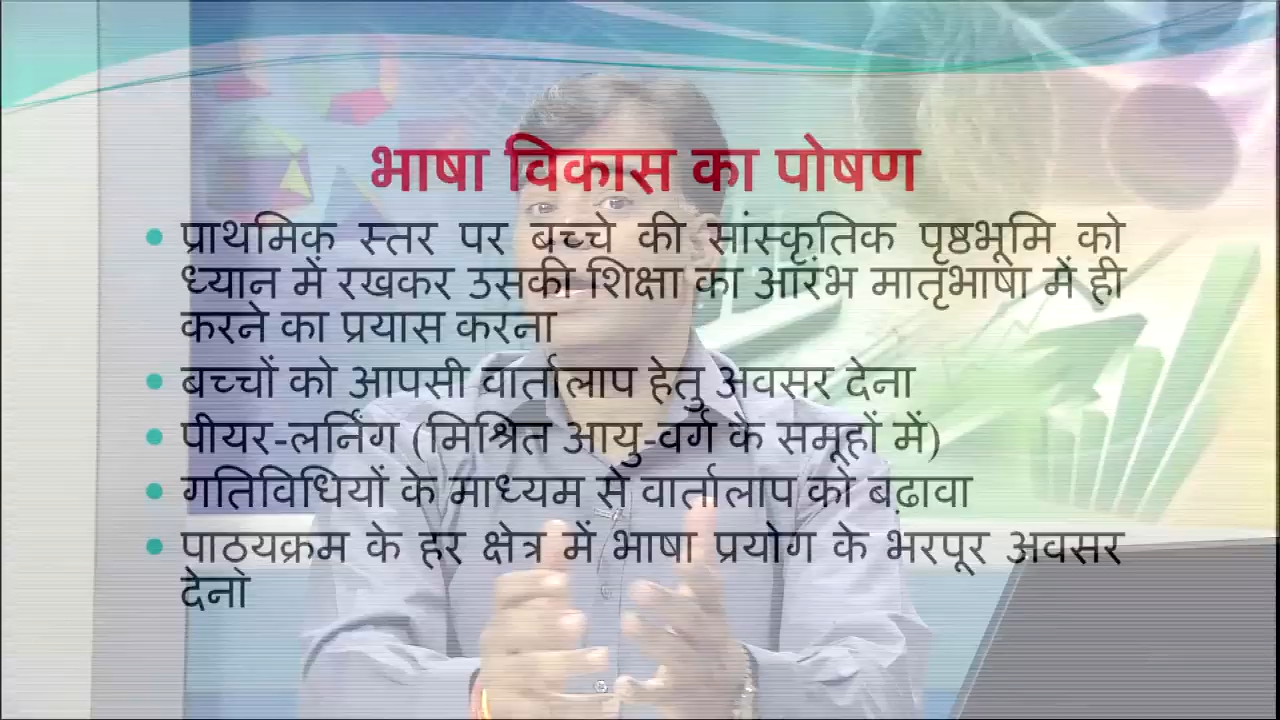 भाषा विकास का पोषण
प्राथमिक स्तर पर बच्चे की सांस्कृतिक पृष्ठभूमि को
ध्यान में रखकर उसकी शिक्षा का आरंभ मातृभाषा में ही
करने का प्रयास करना
बच्चों को आपसी वार्तालाप हेतु अवसर देना
पीयर-लर्निंग (मिश्रित आयु-वर्ग के समूहों में)
गतिविधियों के माध्यम से वार्तालाप को बढ़ावा
पाठ्यक्रम के हर क्षेत्र में भाषा प्रयोग के भरपूर अवसर
देना